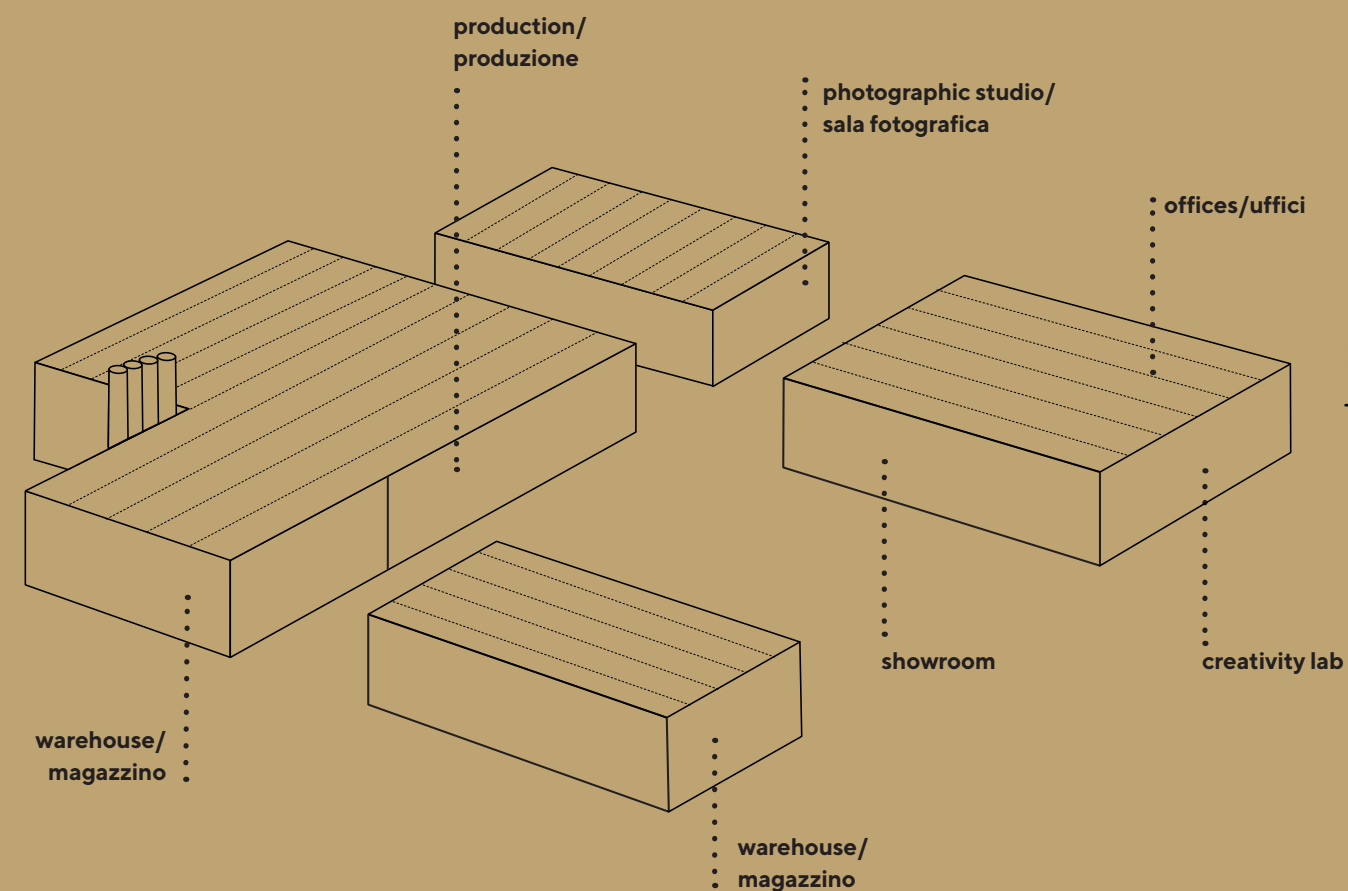 production/
produzione
photographic studio/
sala fotografica
offices/uffici
showroom
creativity lab
warehouse/
magazzino
warehouse/
magazzino